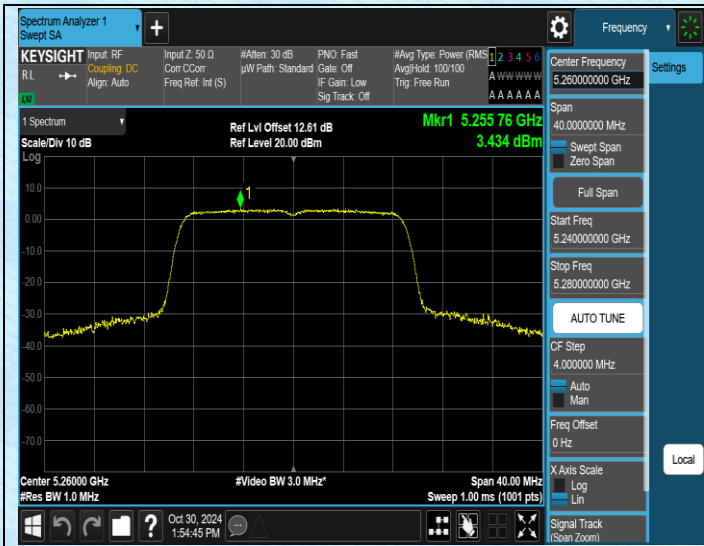 Spectrum Analyzer 1
Swept SA
+
Frequency
KEYSIGHT
R L
LXI
Input: RF
Coupling: DC
Align: Auto
Input Z: 50 Ω
Corr CCorr
Freq Ref: Int (S)
#Atten: 30 dB
µW Path: Standard
PNO: Fast
Gate: Off
IF Gain: Low
Sig Track: Off
#Avg Type: Power (RMS
Avg|Hold: 100/100
Trig: Free Run
1 2 3 4 5 6
A W W W W W
A A A A A A
1 Spectrum
Scale/Div 10 dB
Log
Ref Lvl Offset 12.61 dB
Ref Level 20.00 dBm
Mkr1 5.255 76 GHz
3.434 dBm
1
10.0
0.00
-10.0
-20.0
-30.0
-40.0
-50.0
-60.0
-70.0
Center 5.26000 GHz
#Res BW 1.0 MHz
#Video BW 3.0 MHz*
Span 40.00 MHz
Sweep 1.00 ms (1001 pts)
Center Frequency
5.260000000 GHz
Span
40.0000000 MHz
Swept Span
Zero Span
Full Span
Start Freq
5.240000000 GHz
Stop Freq
5.280000000 GHz
AUTO TUNE
CF Step
4.000000 MHz
Auto
Man
Freq Offset
0 Hz
X Axis Scale
Log
Lin
Signal Track
(Span Zoom)
Settings
Local
?
Oct 30, 2024
1:54:45 PM